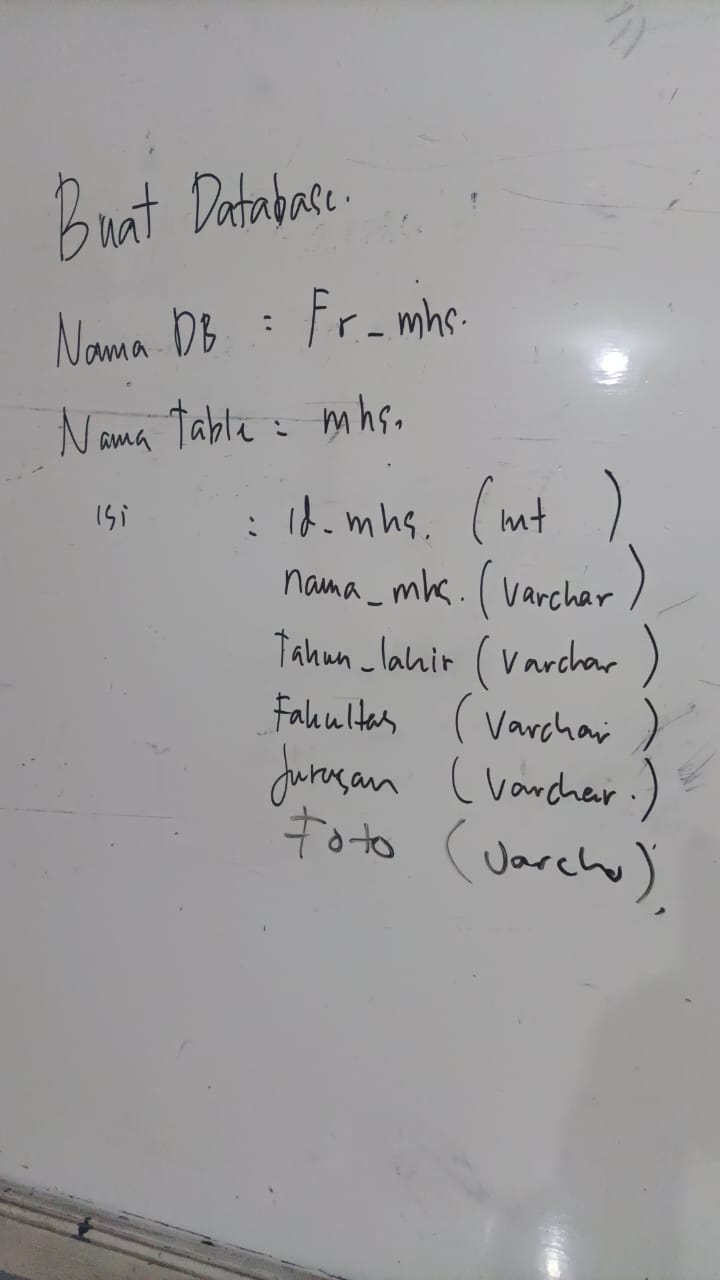 Buat Database.
Nama DB : Fr_mhs.
Nama table : mhs.
isi : id_mhs. (int)
nama_mhs. (Varchar)
tahun_lahir (Varchar)
Fakultas (Varchar)
Jurusan (Varchar.)
Foto (Varchar).